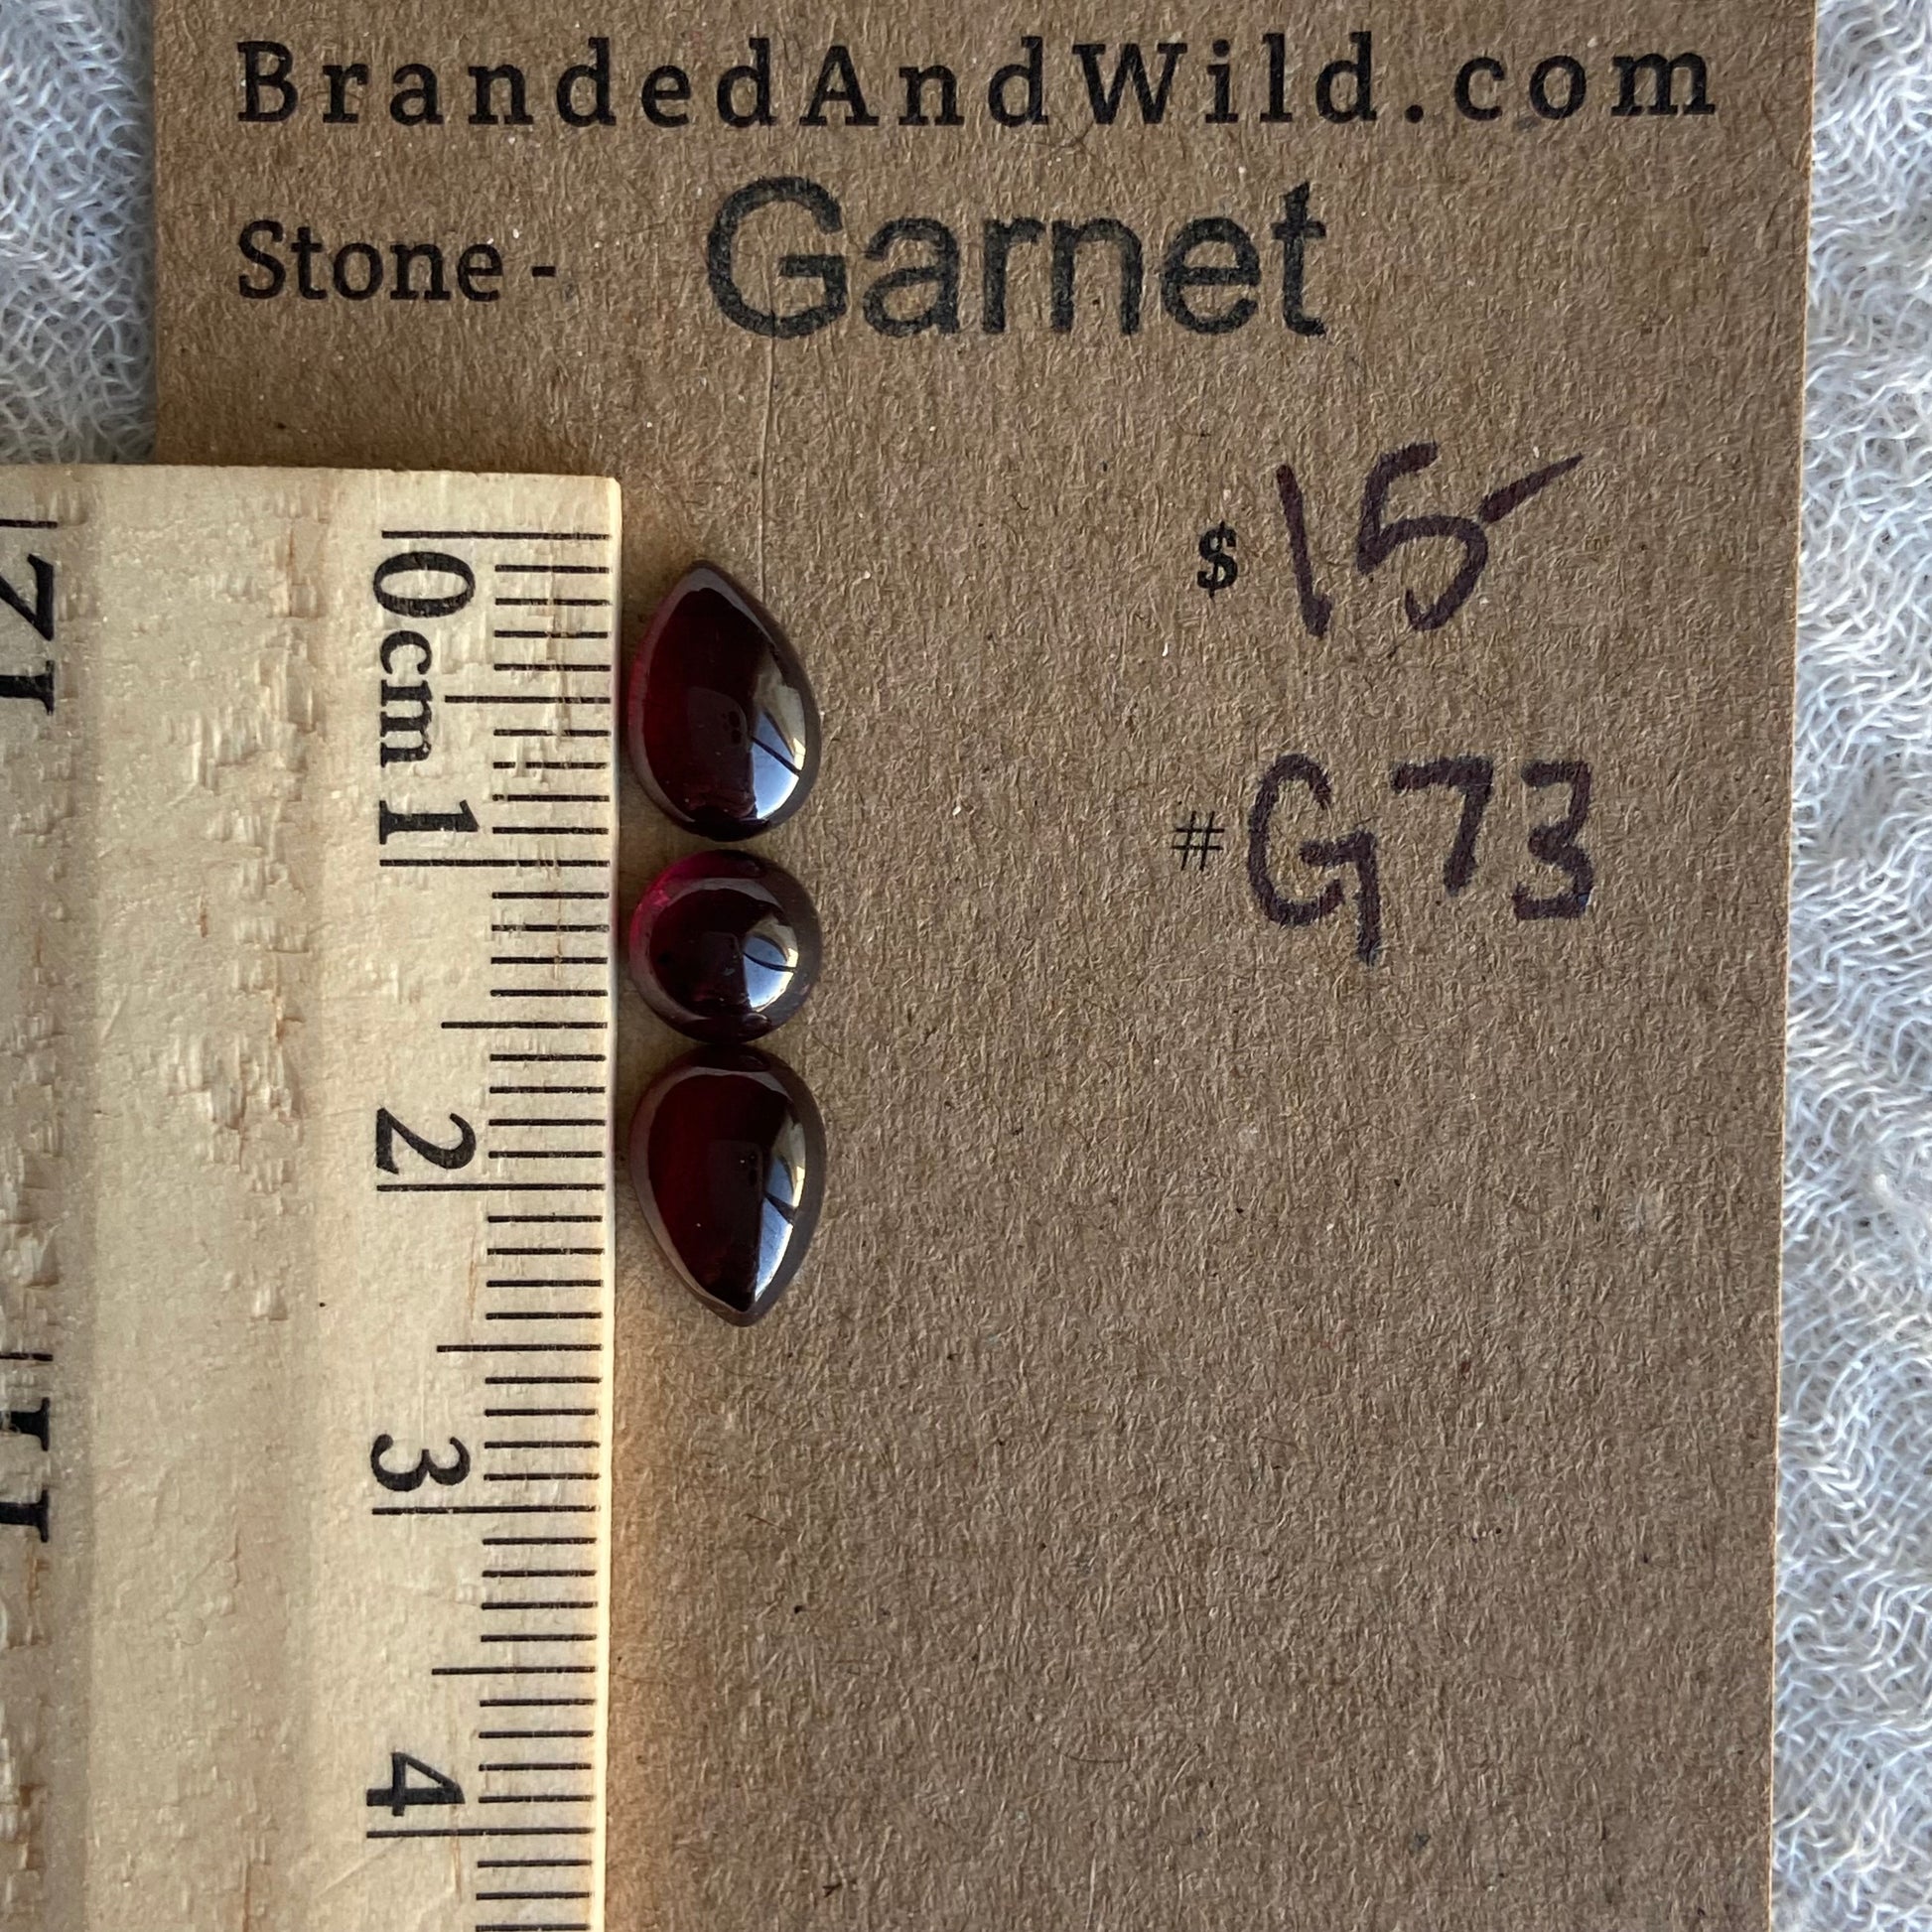 BrandedAndWild.com
Stone - Garnet
$ 15-
# G73
0cm 1 2 3 4